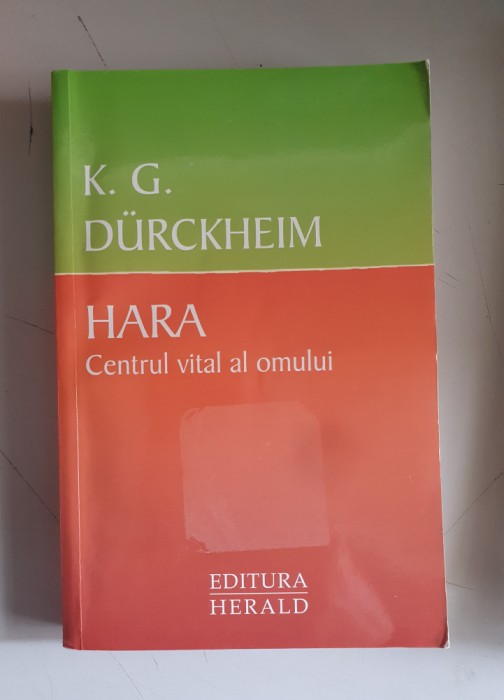 K. G.
DÜRCKHEIM
HARA
Centrul vital al omului
EDITURA
HERALD